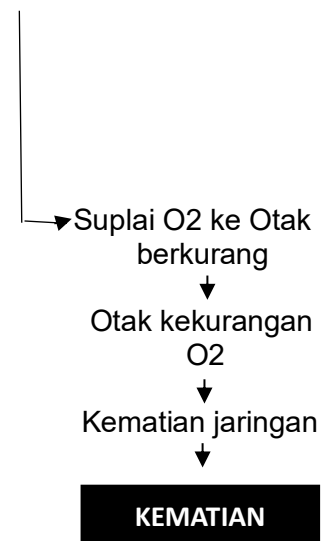 Suplai O2 ke Otak
berkurang
Otak kekurangan
O2
Kematian jaringan
KEMATIAN